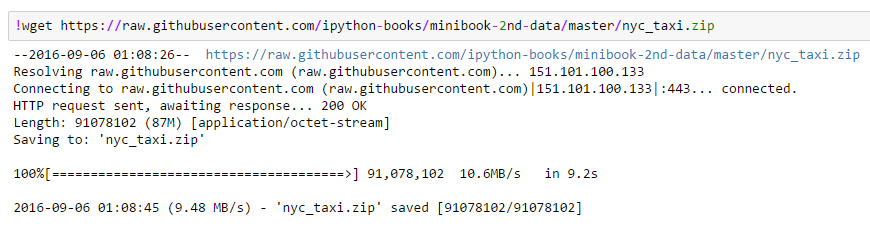 !wget https://raw.githubusercontent.com/ipython-books/minibook-2nd-data/master/nyc_taxi.zip
--2016-09-06 01:08:26--  https://raw.githubusercontent.com/ipython-books/minibook-2nd-data/master/nyc_taxi.zip
Resolving raw.githubusercontent.com (raw.githubusercontent.com)... 151.101.100.133
Connecting to raw.githubusercontent.com (raw.githubusercontent.com)|151.101.100.133|:443... connected.
HTTP request sent, awaiting response... 200 OK
Length: 91078102 (87M) [application/octet-stream]
Saving to: 'nyc_taxi.zip'
100%[======================================>] 91,078,102  10.6MB/s   in 9.2s
2016-09-06 01:08:45 (9.48 MB/s) - 'nyc_taxi.zip' saved [91078102/91078102]